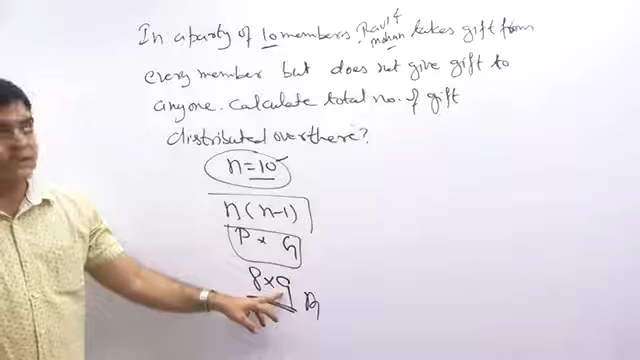 In a party of 10 members. Ravi & mohan takes gift from
every member but does not give gift to
anyone. Calculate total no. of gift
distributed over there?
n = 10
n(n-1)
P × G
8×9